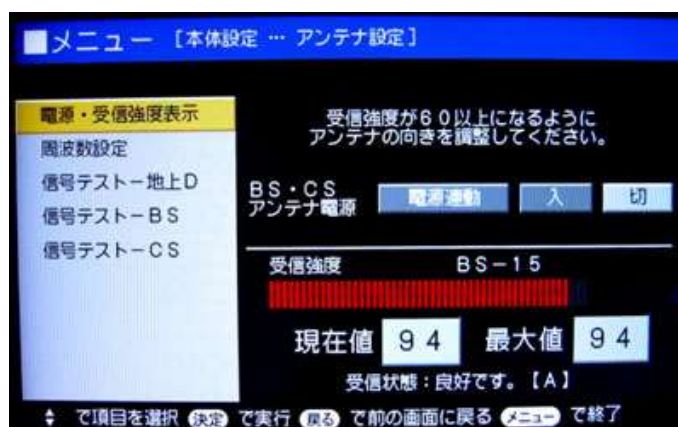 ■メニュー [本体設定 … アンテナ設定]
電源・受信強度表示
周波数設定
信号テストー地上D
信号テストーBS
信号テストーCS
受信強度が60以上になるように
アンテナの向きを調整してください。
BS・CS
アンテナ電源 電源連動 入 切
受信強度 BS-15
現在値 94 最大値 94
受信状態:良好です。【A】
で項目を選択 決定 で実行 戻る で前の画面に戻る メニュー で終了